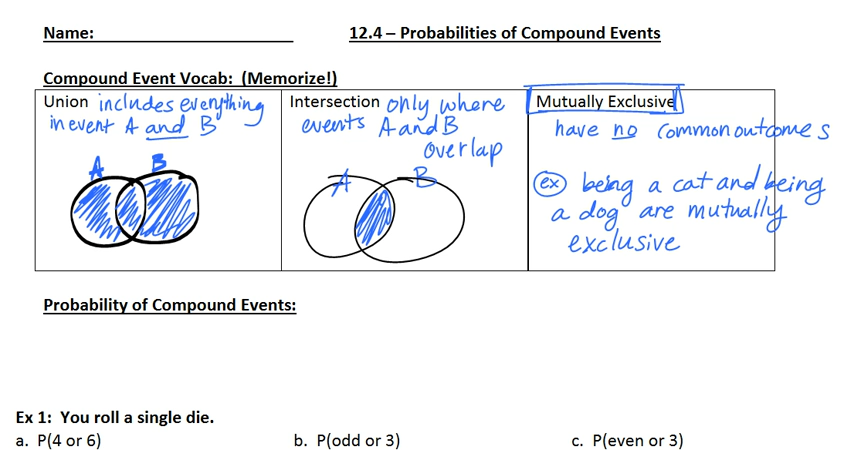 Name:
12.4 – Probabilities of Compound Events
Compound Event Vocab: (Memorize!)
Union includes everything
in event A and B
A B
Intersection only where
events A and B
overlap
A B
Mutually Exclusive
have no common outcomes
ex being a cat and being
a dog are mutually
exclusive
Probability of Compound Events:
Ex 1: You roll a single die.
a. P(4 or 6) b. P(odd or 3) c. P(even or 3)